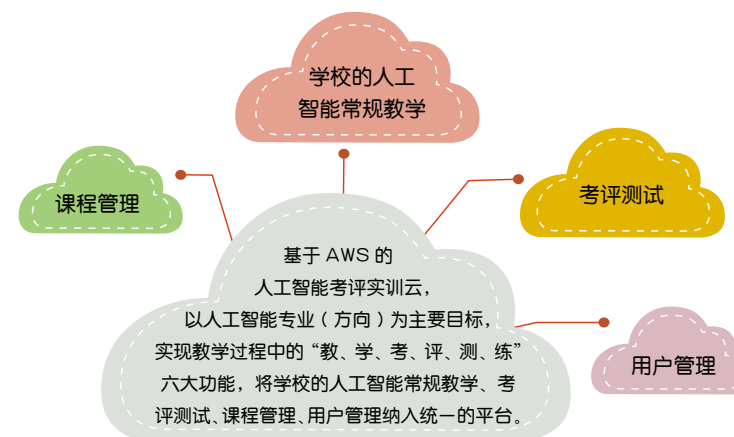 学校的人工
智能常规教学
课程管理
考评测试
基于 AWS 的
人工智能考评实训云，
以人工智能专业（方向）为主要目标，
实现教学过程中的“教、学、考、评、测、练”
六大功能，将学校的人工智能常规教学、考
评测试、课程管理、用户管理纳入统一的平台。
用户管理